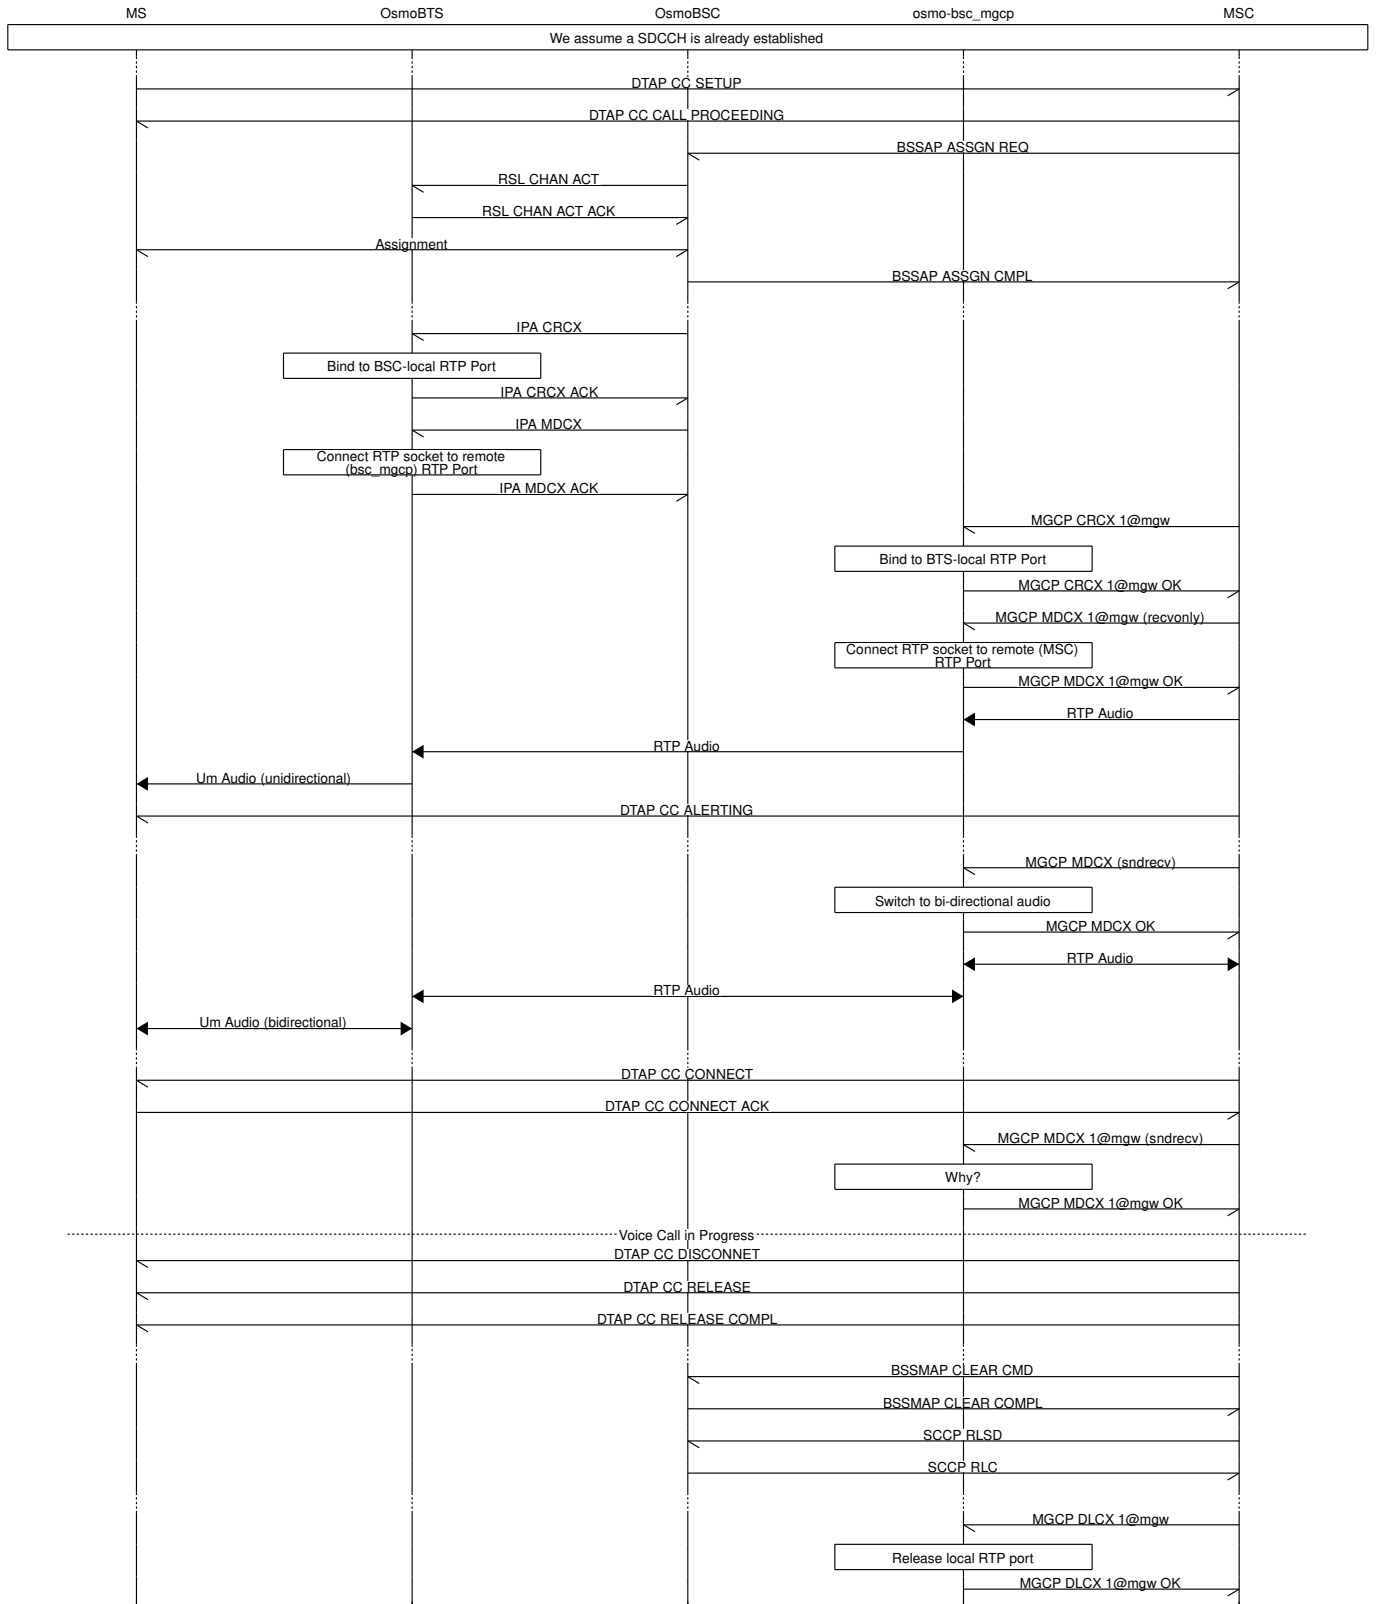 MS OsmoBTS OsmoBSC osmo-bsc_mgcp MSC
We assume a SDCCH is already established
DTAP CC SETUP
DTAP CC CALL PROCEEDING
BSSAP ASSGN REQ
RSL CHAN ACT
RSL CHAN ACT ACK
Assignment
BSSAP ASSGN CMPL
IPA CRCX
Bind to BSC-local RTP Port
IPA CRCX ACK
IPA MDCX
Connect RTP socket to remote
(bsc_mgcp) RTP Port
IPA MDCX ACK
MGCP CRCX 1@mgw
Bind to BTS-local RTP Port
MGCP CRCX 1@mgw OK
MGCP MDCX 1@mgw (recvonly)
Connect RTP socket to remote (MSC)
RTP Port
MGCP MDCX 1@mgw OK
RTP Audio
RTP Audio
Um Audio (unidirectional)
DTAP CC ALERTING
MGCP MDCX (sndrecv)
Switch to bi-directional audio
MGCP MDCX OK
RTP Audio
RTP Audio
Um Audio (bidirectional)
DTAP CC CONNECT
DTAP CC CONNECT ACK
MGCP MDCX 1@mgw (sndrecv)
Why?
MGCP MDCX 1@mgw OK
Voice Call in Progress
DTAP CC DISCONNET
DTAP CC RELEASE
DTAP CC RELEASE COMPL
BSSMAP CLEAR CMD
BSSMAP CLEAR COMPL
SCCP RLSD
SCCP RLC
MGCP DLCX 1@mgw
Release local RTP port
MGCP DLCX 1@mgw OK